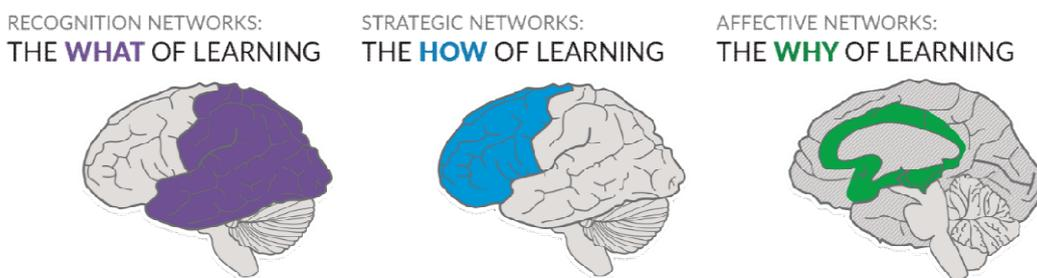 RECOGNITION NETWORKS:
THE WHAT OF LEARNING
STRATEGIC NETWORKS:
THE HOW OF LEARNING
AFFECTIVE NETWORKS:
THE WHY OF LEARNING